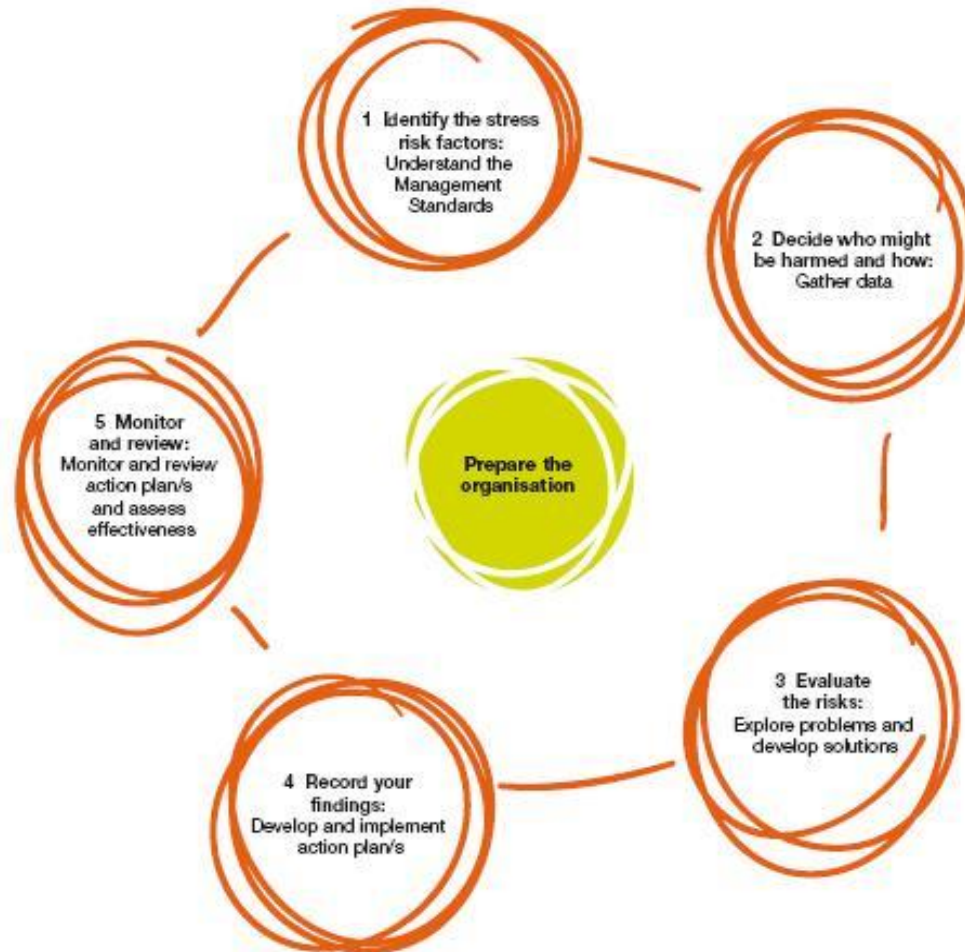 1 Identify the stress
risk factors:
Understand the
Management
Standards
2 Decide who might
be harmed and how:
Gather data
3 Evaluate
the risks:
Explore problems and
develop solutions
4 Record your
findings:
Develop and implement
action plan/s
5 Monitor
and review:
Monitor and review
action plan/s
and assess
effectiveness
Prepare the
organisation